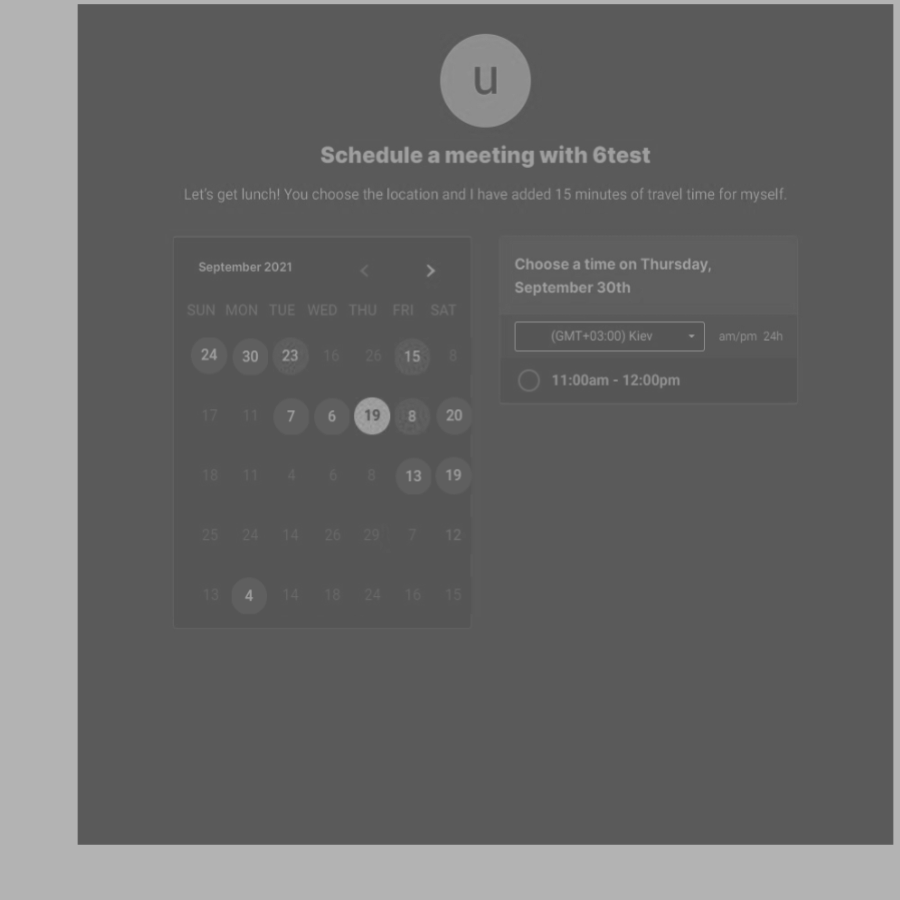 u
Schedule a meeting with 6test
Let's get lunch! You choose the location and I have added 15 minutes of travel time for myself.
September 2021
SUN MON TUE WED THU FRI SAT
24 30 23 16 26 15 8
17 11 7 6 19 8 20
18 11 4 6 8 13 19
25 24 14 26 29 7 12
13 4 14 18 24 16 15
Choose a time on Thursday,
September 30th
(GMT+03:00) Kiev am/pm 24h
11:00am - 12:00pm